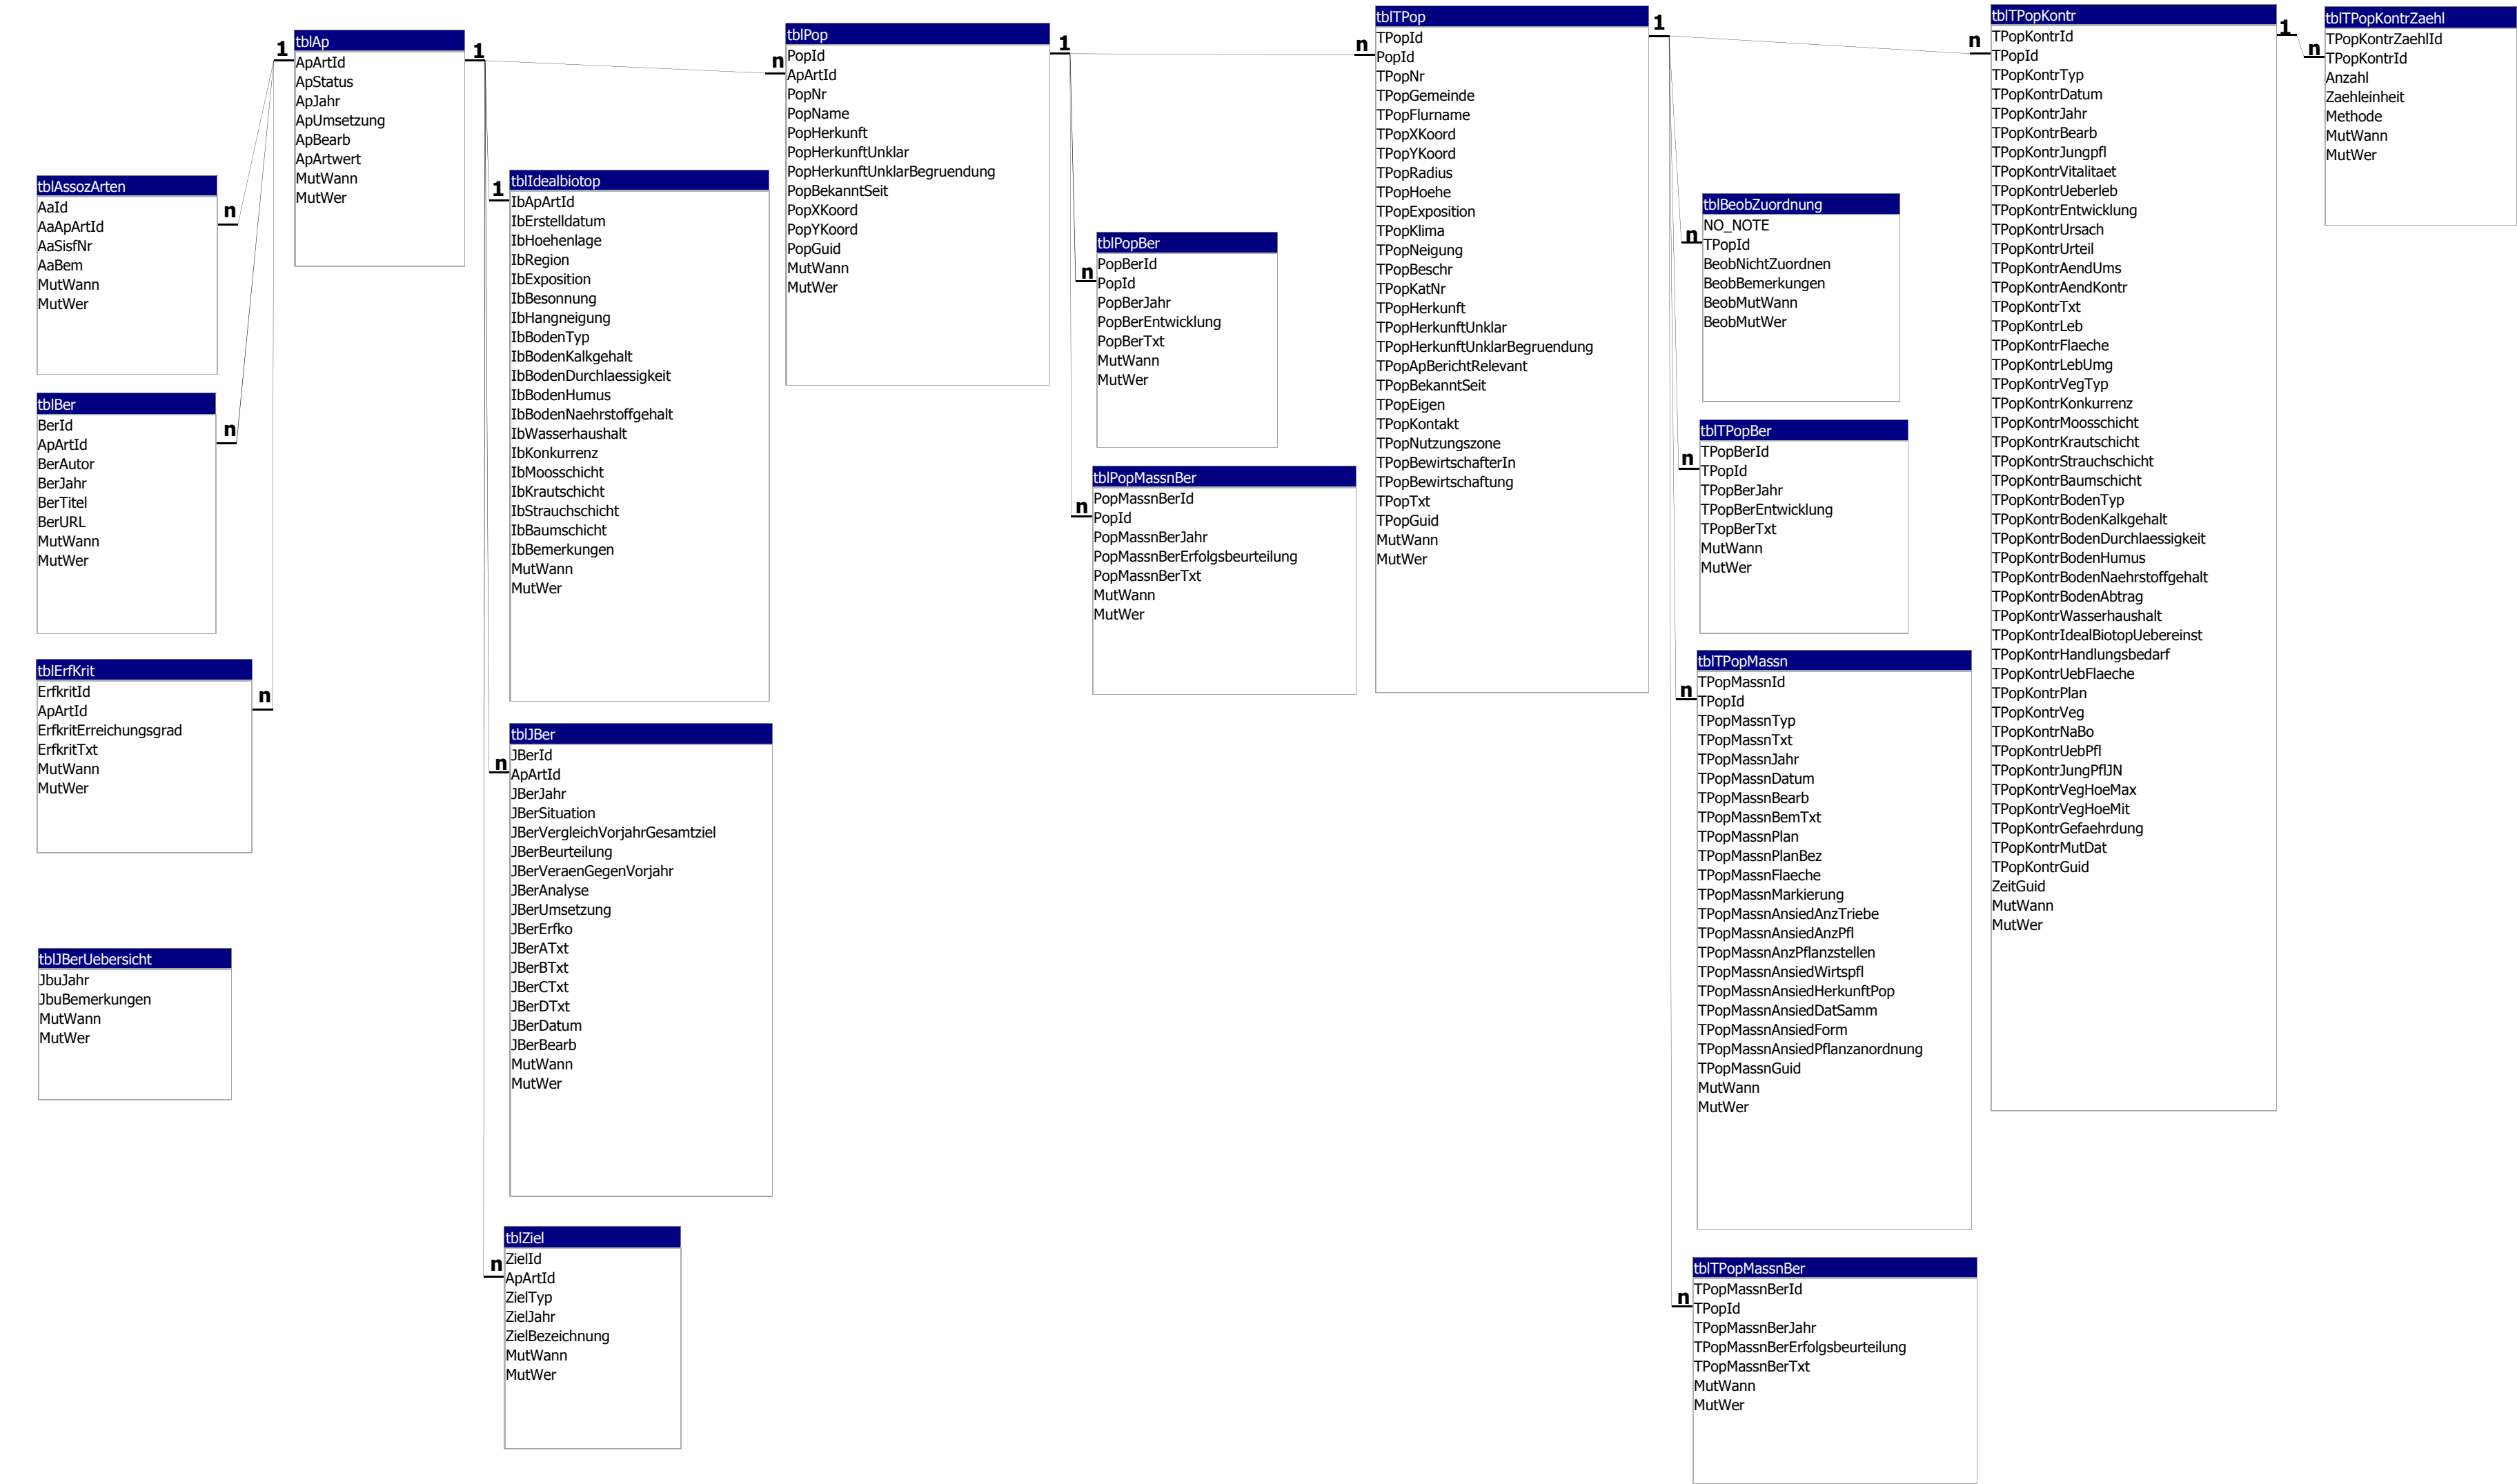 tblAp
ApArtId
ApStatus
ApJahr
ApUmsetzung
ApBearb
ApArtwert
MutWann
MutWer
1
1
tblAssozArten
AaId
AaApArtId
AaSisfNr
AaBem
MutWann
MutWer
n
tblBer
BerId
ApArtId
BerAutor
BerJahr
BerTitel
BerURL
MutWann
MutWer
n
tblErfKrit
ErfkritId
ApArtId
ErfkritErreichungsgrad
ErfkritTxt
MutWann
MutWer
n
tblJBerUebersicht
JbuJahr
JbuBemerkungen
MutWann
MutWer
tblIdealbiotop
IbApArtId
IbErstelldatum
IbHoehenlage
IbRegion
IbExposition
IbBesonnung
IbHangneigung
IbBodenTyp
IbBodenKalkgehalt
IbBodenDurchlaessigkeit
IbBodenHumus
IbBodenNaehrstoffgehalt
IbWasserhaushalt
IbKonkurrenz
IbMoosschicht
IbKrautschicht
IbStrauchschicht
IbBaumschicht
IbBemerkungen
MutWann
MutWer
1
tblJBer
JBerId
ApArtId
JBerJahr
JBerSituation
JBerVergleichVorjahrGesamtziel
JBerBeurteilung
JBerVeraenGegenVorjahr
JBerAnalyse
JBerUmsetzung
JBerErfko
JBerATxt
JBerBTxt
JBerCTxt
JBerDTxt
JBerDatum
JBerBearb
MutWann
MutWer
n
tblZiel
ZielId
ApArtId
ZielTyp
ZielJahr
ZielBezeichnung
MutWann
MutWer
n
tblPop
PopId
ApArtId
PopNr
PopName
PopHerkunft
PopHerkunftUnklar
PopHerkunftUnklarBegruendung
PopBekanntSeit
PopXKoord
PopYKoord
PopGuid
MutWann
MutWer
n
1
tblPopBer
PopBerId
PopId
PopBerJahr
PopBerEntwicklung
PopBerTxt
MutWann
MutWer
n
tblPopMassnBer
PopMassnBerId
PopId
PopMassnBerJahr
PopMassnBerErfolgsbeurteilung
PopMassnBerTxt
MutWann
MutWer
n
tblTPop
TPopId
PopId
TPopNr
TPopGemeinde
TPopFlurname
TPopXKoord
TPopYKoord
TPopRadius
TPopHoehe
TPopExposition
TPopKlima
TPopNeigung
TPopBeschr
TPopKatNr
TPopHerkunft
TPopHerkunftUnklar
TPopHerkunftUnklarBegruendung
TPopApBerichtRelevant
TPopBekanntSeit
TPopEigen
TPopKontakt
TPopNutzungszone
TPopBewirtschafterIn
TPopBewirtschaftung
TPopTxt
TPopGuid
MutWann
MutWer
n
1
tblBeobZuordnung
NO_NOTE
TPopId
BeobNichtZuordnen
BeobBemerkungen
BeobMutWann
BeobMutWer
n
tblTPopBer
TPopBerId
TPopId
TPopBerJahr
TPopBerEntwicklung
TPopBerTxt
MutWann
MutWer
n
tblTPopMassn
TPopMassnId
TPopId
TPopMassnTyp
TPopMassnTxt
TPopMassnJahr
TPopMassnDatum
TPopMassnBearb
TPopMassnBemTxt
TPopMassnPlan
TPopMassnPlanBez
TPopMassnFlaeche
TPopMassnMarkierung
TPopMassnAnsiedAnzTriebe
TPopMassnAnsiedAnzPfl
TPopMassnAnzPflanzstellen
TPopMassnAnsiedWirtspfl
TPopMassnAnsiedHerkunftPop
TPopMassnAnsiedDatSamm
TPopMassnAnsiedForm
TPopMassnAnsiedPflanzanordnung
TPopMassnGuid
MutWann
MutWer
n
tblTPopMassnBer
TPopMassnBerId
TPopId
TPopMassnBerJahr
TPopMassnBerErfolgsbeurteilung
TPopMassnBerTxt
MutWann
MutWer
n
tblTPopKontr
TPopKontrId
TPopId
TPopKontrTyp
TPopKontrDatum
TPopKontrJahr
TPopKontrBearb
TPopKontrJungpfl
TPopKontrVitalitaet
TPopKontrUeberleb
TPopKontrEntwicklung
TPopKontrUrsach
TPopKontrUrteil
TPopKontrAendUms
TPopKontrAendKontr
TPopKontrTxt
TPopKontrLeb
TPopKontrFlaeche
TPopKontrLebUmg
TPopKontrVegTyp
TPopKontrKonkurrenz
TPopKontrMoosschicht
TPopKontrKrautschicht
TPopKontrStrauchschicht
TPopKontrBaumschicht
TPopKontrBodenTyp
TPopKontrBodenKalkgehalt
TPopKontrBodenDurchlaessigkeit
TPopKontrBodenHumus
TPopKontrBodenNaehrstoffgehalt
TPopKontrBodenAbtrag
TPopKontrWasserhaushalt
TPopKontrIdealBiotopUebereinst
TPopKontrHandlungsbedarf
TPopKontrUebFlaeche
TPopKontrPlan
TPopKontrVeg
TPopKontrNaBo
TPopKontrUebPfl
TPopKontrJungPflJN
TPopKontrVegHoeMax
TPopKontrVegHoeMit
TPopKontrGefaehrdung
TPopKontrMutDat
TPopKontrGuid
ZeitGuid
MutWann
MutWer
n
1
tblTPopKontrZaehl
TPopKontrZaehlId
TPopKontrId
Anzahl
Zaehleinheit
Methode
MutWann
MutWer
n